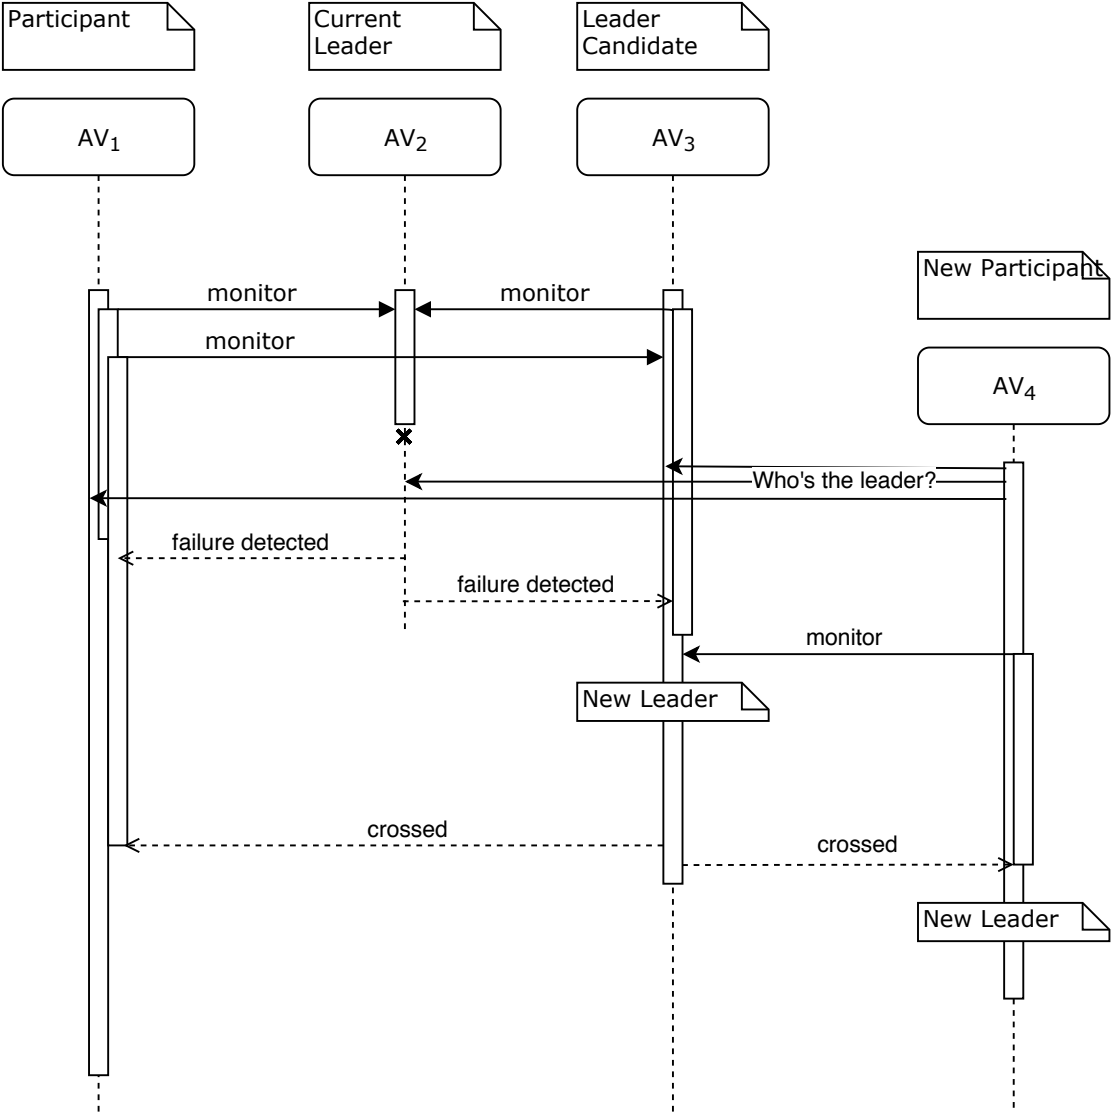 Participant
Current
Leader
Leader
Candidate
AV1
AV2
AV3
New Participant
monitor
monitor
monitor
AV4
Who's the leader?
failure detected
failure detected
monitor
New Leader
crossed
crossed
New Leader